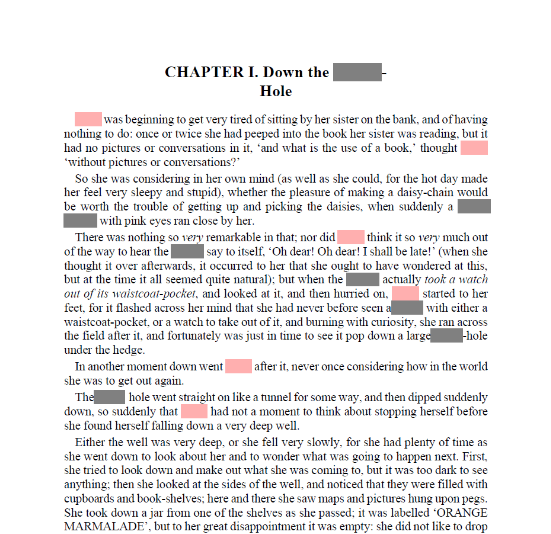 CHAPTER I. Down the -
Hole
was beginning to get very tired of sitting by her sister on the bank, and of having
nothing to do: once or twice she had peeped into the book her sister was reading, but it
had no pictures or conversations in it, ‘and what is the use of a book,’ thought
‘without pictures or conversations?’
So she was considering in her own mind (as well as she could, for the hot day made
her feel very sleepy and stupid), whether the pleasure of making a daisy-chain would
be worth the trouble of getting up and picking the daisies, when suddenly a
with pink eyes ran close by her.
There was nothing so very remarkable in that; nor did think it so very much out
of the way to hear the say to itself, ‘Oh dear! Oh dear! I shall be late!’ (when she
thought it over afterwards, it occurred to her that she ought to have wondered at this,
but at the time it all seemed quite natural); but when the actually took a watch
out of its waistcoat-pocket, and looked at it, and then hurried on, started to her
feet, for it flashed across her mind that she had never before seen a with either a
waistcoat-pocket, or a watch to take out of it, and burning with curiosity, she ran across
the field after it, and fortunately was just in time to see it pop down a large -hole
under the hedge.
In another moment down went after it, never once considering how in the world
she was to get out again.
The hole went straight on like a tunnel for some way, and then dipped suddenly
down, so suddenly that had not a moment to think about stopping herself before
she found herself falling down a very deep well.
Either the well was very deep, or she fell very slowly, for she had plenty of time as
she went down to look about her and to wonder what was going to happen next. First,
she tried to look down and make out what she was coming to, but it was too dark to see
anything; then she looked at the sides of the well, and noticed that they were filled with
cupboards and book-shelves; here and there she saw maps and pictures hung upon pegs.
She took down a jar from one of the shelves as she passed; it was labelled ‘ORANGE
MARMALADE’, but to her great disappointment it was empty: she did not like to drop